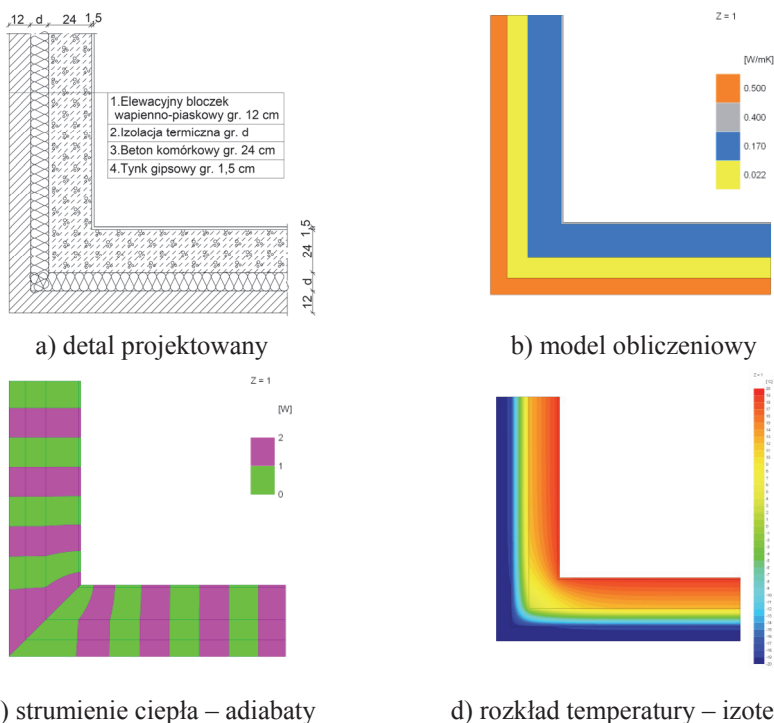 12 d 24 1,5
1.Elewacyjny bloczek
wapienno-piaskowy gr. 12 cm
2.Izolacja termiczna gr. d
3.Beton komórkowy gr. 24 cm
4.Tynk gipsowy gr. 1,5 cm
12 d 24 1,5
a) detal projektowany
Z = 1
[W/mK]
0.500
0.400
0.170
0.022
b) model obliczeniowy
Z = 1
[W]
2
1
0
) strumienie ciepła – adiabaty
Z = 1
d) rozkład temperatury – izote